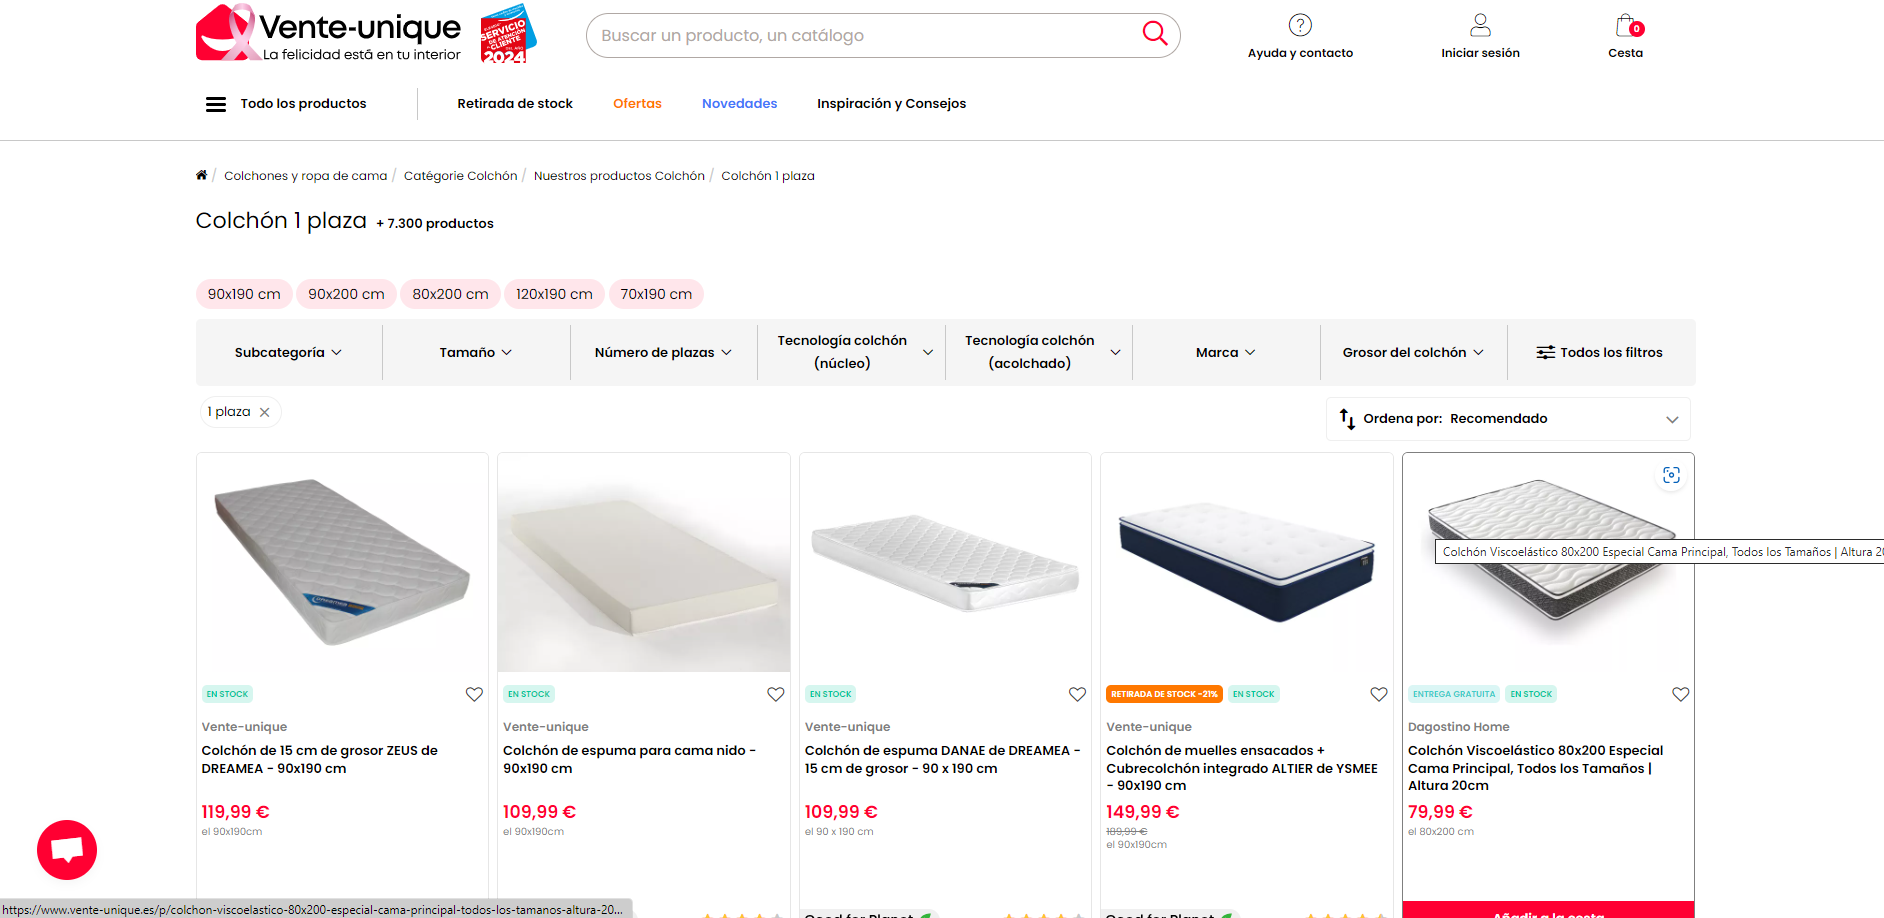 Vente-unique
La felicidad está en tu interior
SERVICIO
DE ATENCIÓN
CLIENTE
DEL AÑO
2024
Buscar un producto, un catálogo
Ayuda y contacto
Iniciar sesión
0
Cesta
Todo los productos
Retirada de stock
Ofertas
Novedades
Inspiración y Consejos
/ Colchones y ropa de cama / Catégorie Colchón / Nuestros productos Colchón / Colchón 1 plaza
Colchón 1 plaza + 7.300 productos
90x190 cm
90x200 cm
80x200 cm
120x190 cm
70x190 cm
Subcategoría
Tamaño
Número de plazas
Tecnología colchón
(núcleo)
Tecnología colchón
(acolchado)
Marca
Grosor del colchón
Todos los filtros
1 plaza
Ordena por: Recomendado
EN STOCK
Vente-unique
Colchón de 15 cm de grosor ZEUS de
DREAMEA - 90x190 cm
119,99 €
el 90x190cm
EN STOCK
Vente-unique
Colchón de espuma para cama nido -
90x190 cm
109,99 €
el 90x190cm
EN STOCK
Vente-unique
Colchón de espuma DANAE de DREAMEA -
15 cm de grosor - 90 x 190 cm
109,99 €
el 90 x 190 cm
Good for Planet
RETIRADA DE STOCK -21%
EN STOCK
Vente-unique
Colchón de muelles ensacados +
Cubrecolchón integrado ALTIER de YSMEE
- 90x190 cm
149,99 €
189,99 €
el 90x190cm
Good for Planet
Colchón Viscoelástico 80x200 Especial Cama Principal, Todos los Tamaños | Altura 20
ENTREGA GRATUITA
EN STOCK
Dagostino Home
Colchón Viscoelástico 80x200 Especial
Cama Principal, Todos los Tamaños |
Altura 20cm
79,99 €
el 80x200 cm
Añadir a la cesta
https://www.vente-unique.es/p/colchon-viscoelastico-80x200-especial-cama-principal-todos-los-tamanos-altura-20...